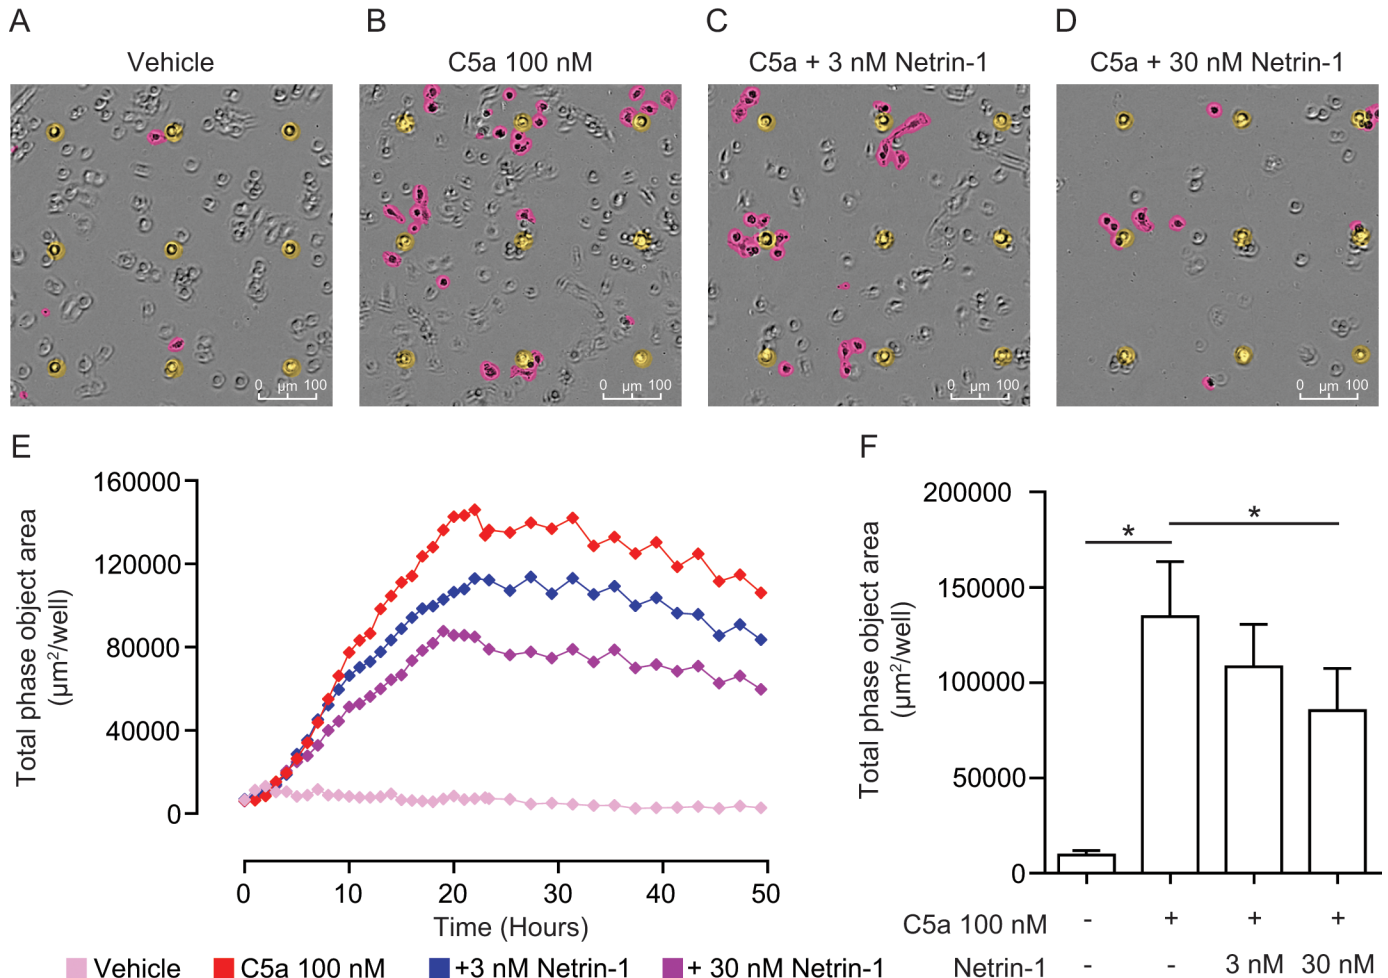 A
B
C
D
Vehicle
C5a 100 nM
C5a + 3 nM Netrin-1
C5a + 30 nM Netrin-1
0 µm 100
0 µm 100
0 µm 100
0 µm 100
E
Total phase object area
(µm²/well)
160000
120000
80000
40000
0
0 10 20 30 40 50
Time (Hours)
Vehicle C5a 100 nM +3 nM Netrin-1 + 30 nM Netrin-1
F
Total phase object area
(µm²/well)
200000
150000
100000
50000
0
* *
C5a 100 nM - + + +
Netrin-1 - - 3 nM 30 nM